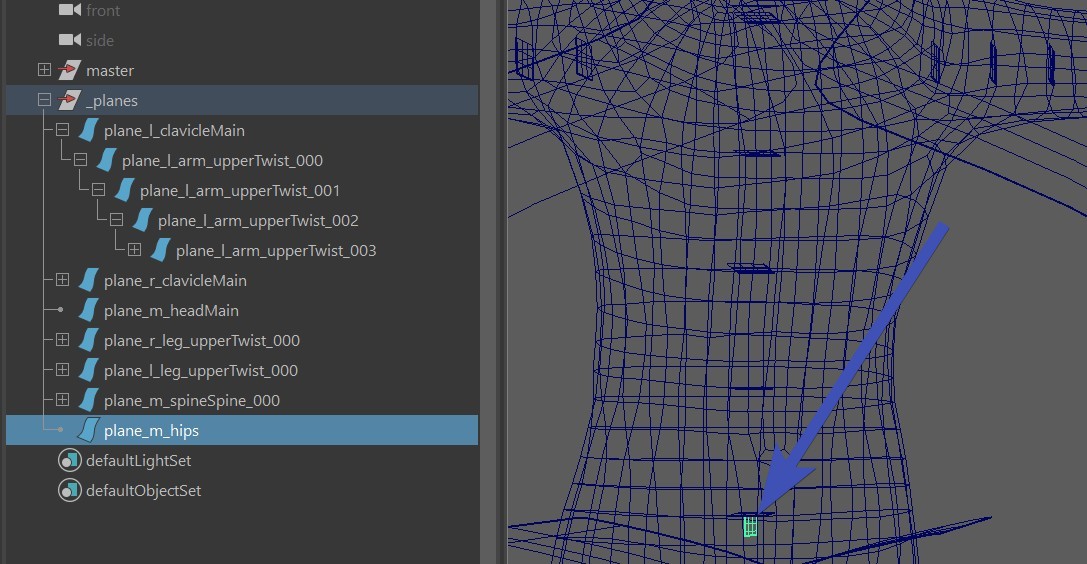 front
side
master
_planes
plane_l_clavicleMain
plane_l_arm_upperTwist_000
plane_l_arm_upperTwist_001
plane_l_arm_upperTwist_002
plane_l_arm_upperTwist_003
plane_r_clavicleMain
plane_m_headMain
plane_r_leg_upperTwist_000
plane_l_leg_upperTwist_000
plane_m_spineSpine_000
plane_m_hips
defaultLightSet
defaultObjectSet